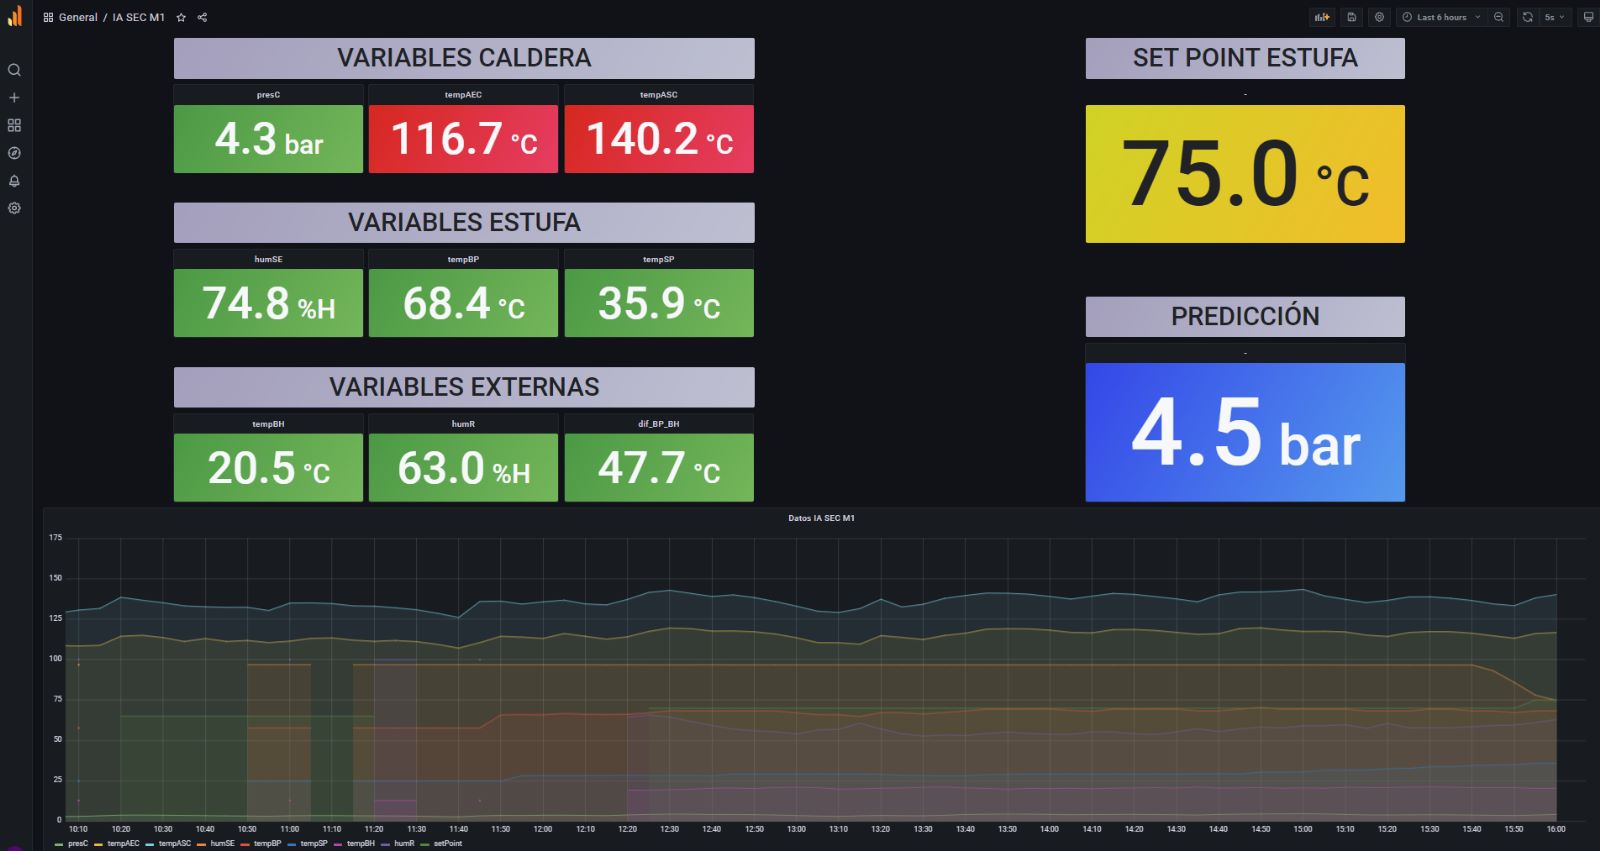 General / IA SEC M1
Last 6 hours
5s
VARIABLES CALDERA
SET POINT ESTUFA
presC
tempAEC
tempASC
-
4.3 bar
116.7 °C
140.2 °C
75.0 °C
VARIABLES ESTUFA
humSE
tempBP
tempSP
74.8 %H
68.4 °C
35.9 °C
PREDICCIÓN
-
4.5 bar
VARIABLES EXTERNAS
tempBH
humR
dif_BP_BH
20.5 °C
63.0 %H
47.7 °C
Datos IA SEC M1
175
150
125
100
75
50
25
0
10:10 10:20 10:30 10:40 10:50 11:00 11:10 11:20 11:30 11:40 11:50 12:00 12:10 12:20 12:30 12:40 12:50 13:00 13:10 13:20 13:30 13:40 13:50 14:00 14:10 14:20 14:30 14:40 14:50 15:00 15:10 15:20 15:30 15:40 15:50 16:00
presC tempAEC tempASC humSE tempBP tempSP tempBH humR setPoint